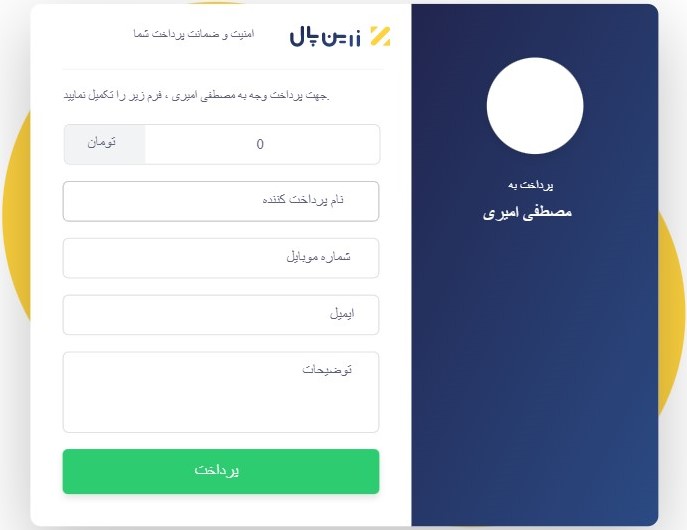 زرین پال
امنیت و ضمانت پرداخت شما
جهت پرداخت وجه به مصطفی امیری ، فرم زیر را تکمیل نمایید.
0
تومان
نام پرداخت کننده
شماره موبایل
ایمیل
توضیحات
پرداخت
پرداخت به
مصطفی امیری